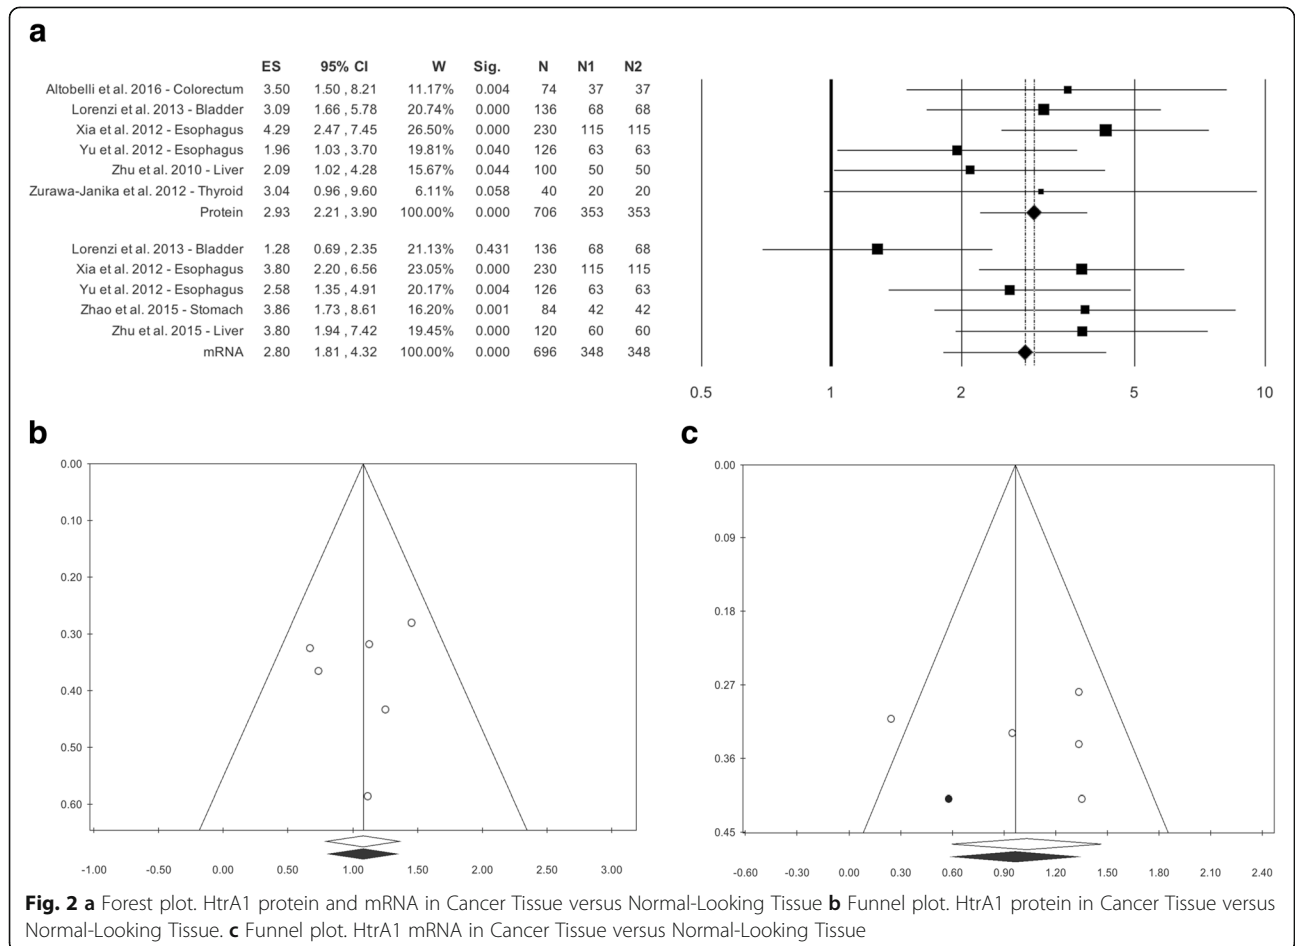 a
ES 95% CI W Sig. N N1 N2
Altobelli et al. 2016 - Colorectum 3.50 1.50 , 8.21 11.17% 0.004 74 37 37
Lorenzi et al. 2013 - Bladder 3.09 1.66 , 5.78 20.74% 0.000 136 68 68
Xia et al. 2012 - Esophagus 4.29 2.47 , 7.45 26.50% 0.000 230 115 115
Yu et al. 2012 - Esophagus 1.96 1.03 , 3.70 19.81% 0.040 126 63 63
Zhu et al. 2010 - Liver 2.09 1.02 , 4.28 15.67% 0.044 100 50 50
Zurawa-Janika et al. 2012 - Thyroid 3.04 0.96 , 9.60 6.11% 0.058 40 20 20
Protein 2.93 2.21 , 3.90 100.00% 0.000 706 353 353
Lorenzi et al. 2013 - Bladder 1.28 0.69 , 2.35 21.13% 0.431 136 68 68
Xia et al. 2012 - Esophagus 3.80 2.20 , 6.56 23.05% 0.000 230 115 115
Yu et al. 2012 - Esophagus 2.58 1.35 , 4.91 20.17% 0.004 126 63 63
Zhao et al. 2015 - Stomach 3.86 1.73 , 8.61 16.20% 0.001 84 42 42
Zhu et al. 2015 - Liver 3.80 1.94 , 7.42 19.45% 0.000 120 60 60
mRNA 2.80 1.81 , 4.32 100.00% 0.000 696 348 348
0.5 1 2 5 10
b
0.00
0.10
0.20
0.30
0.40
0.50
0.60
-1.00 -0.50 0.00 0.50 1.00 1.50 2.00 2.50 3.00
c
0.00
0.09
0.18
0.27
0.36
0.45
-0.60 -0.30 0.00 0.30 0.60 0.90 1.20 1.50 1.80 2.10 2.40
Fig. 2 a Forest plot. HtrA1 protein and mRNA in Cancer Tissue versus Normal-Looking Tissue b Funnel plot. HtrA1 protein in Cancer Tissue versus
Normal-Looking Tissue. c Funnel plot. HtrA1 mRNA in Cancer Tissue versus Normal-Looking Tissue